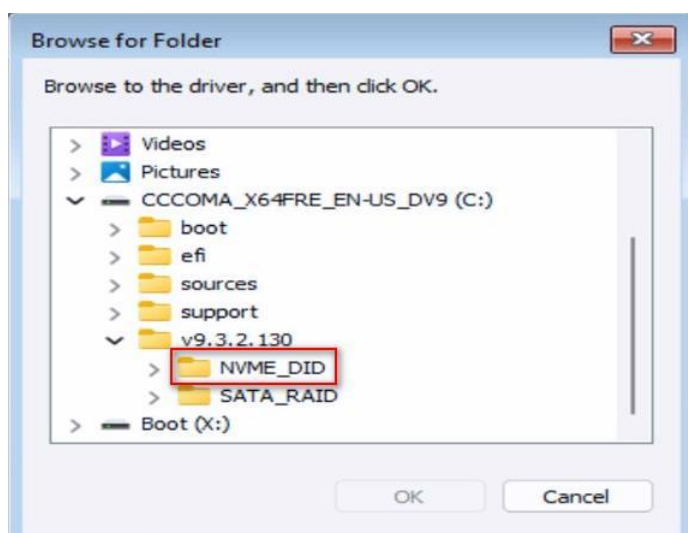 Browse for Folder
Browse to the driver, and then click OK.
Videos
Pictures
CCCOMA_X64FRE_EN-US_DV9 (C:)
boot
efi
sources
support
v9.3.2.130
NVME_DID
SATA_RAID
Boot (X:)
OK
Cancel